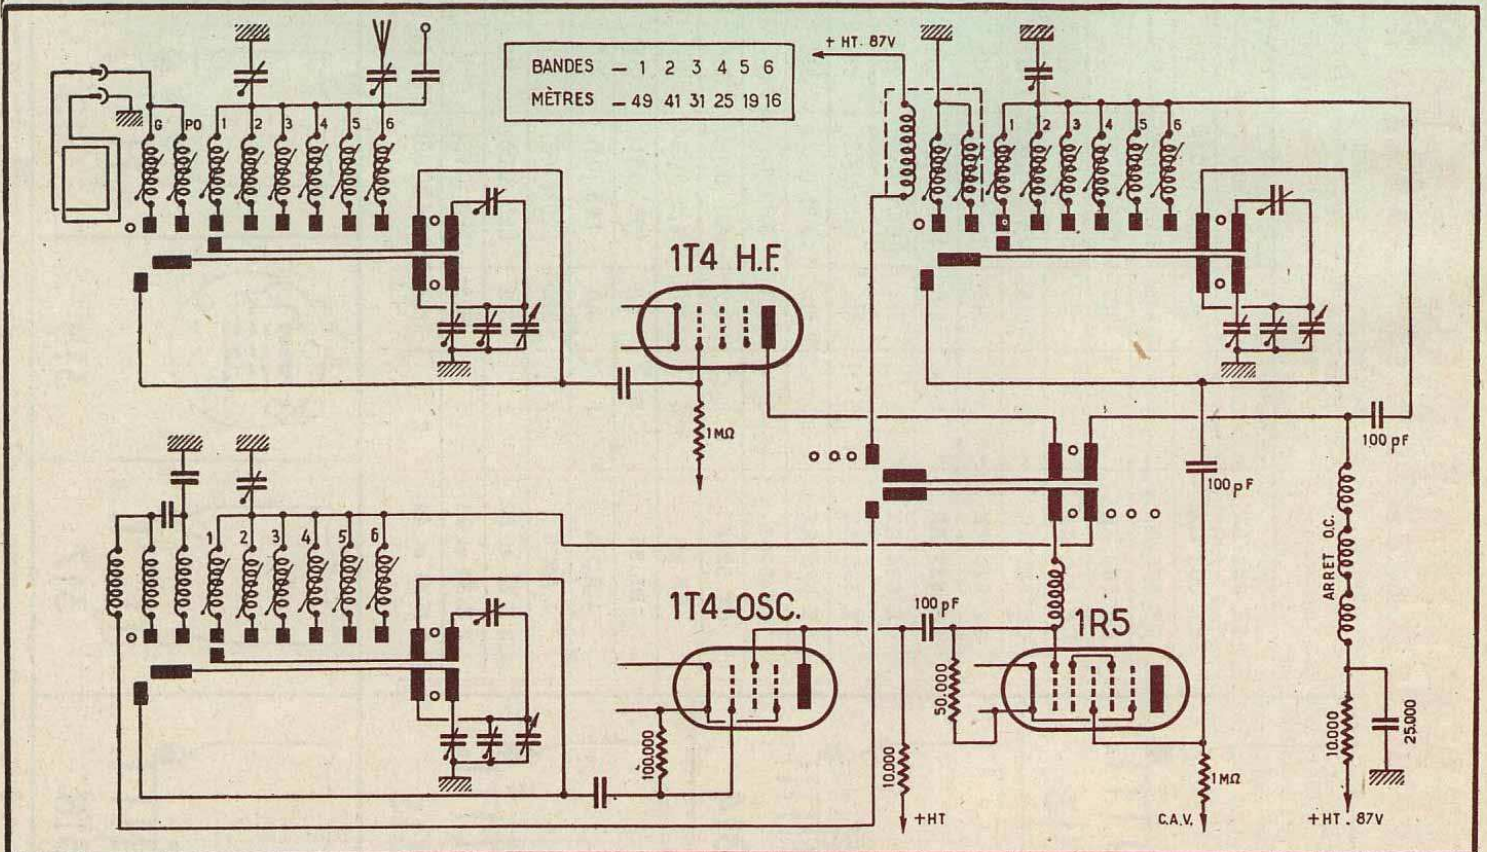 + HT. 87V
BANDES – 1 2 3 4 5 6
MÈTRES – 49 41 31 25 19 16
G PO 1 2 3 4 5 6
1 2 3 4 5 6
1T4 H.F.
1MΩ
100 pF
100 pF
1 2 3 4 5 6
ARRET O.C.
1T4-OSC.
100 pF
1R5
50.000
100.000
10.000
1MΩ
10.000
25.000
+HT
C.A.V.
+HT. 87V